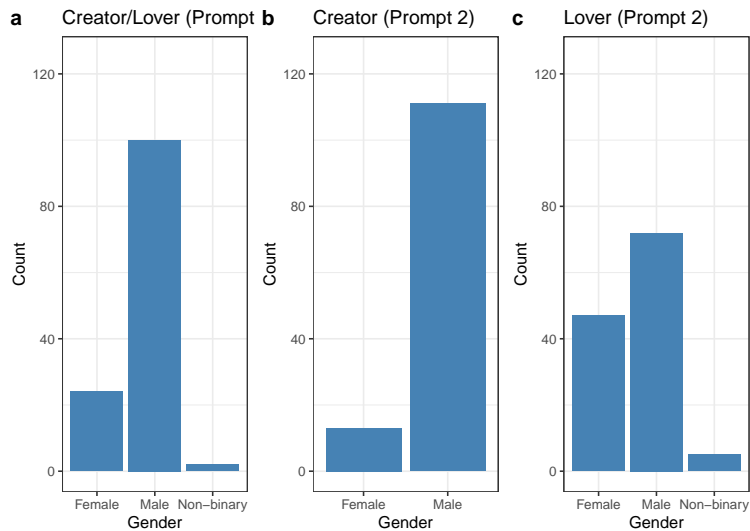 a
Creator/Lover (Prompt
b
Creator (Prompt 2)
c
Lover (Prompt 2)
Count
120
80
40
0
Female Male Non−binary
Gender
Count
120
80
40
0
Female Male
Gender
Count
120
80
40
0
Female Male Non−binary
Gender